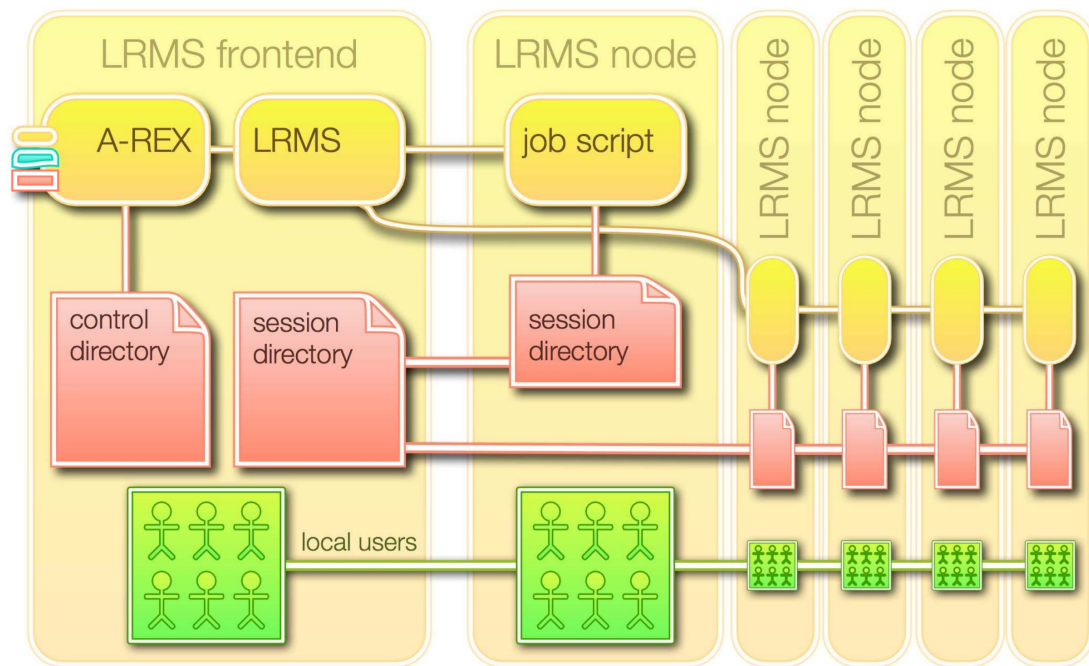 LRMS frontend
LRMS node
LRMS node
LRMS node
LRMS node
LRMS node
A-REX
LRMS
job script
control
directory
session
directory
session
directory
local users